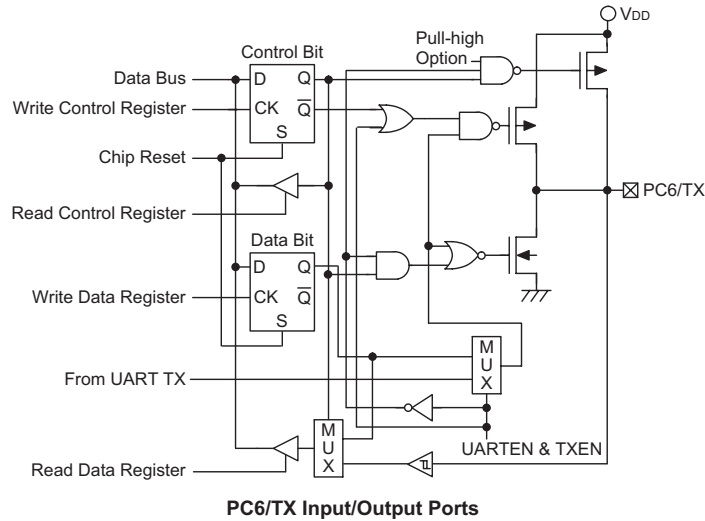 VDD
Control Bit
Pull-high
Option
Data Bus
D Q
Write Control Register
CK Q
S
Chip Reset
PC6/TX
Read Control Register
Data Bit
D Q
Write Data Register
CK Q
S
M
U
X
From UART TX
M
U
X
UARTEN & TXEN
Read Data Register
PC6/TX Input/Output Ports